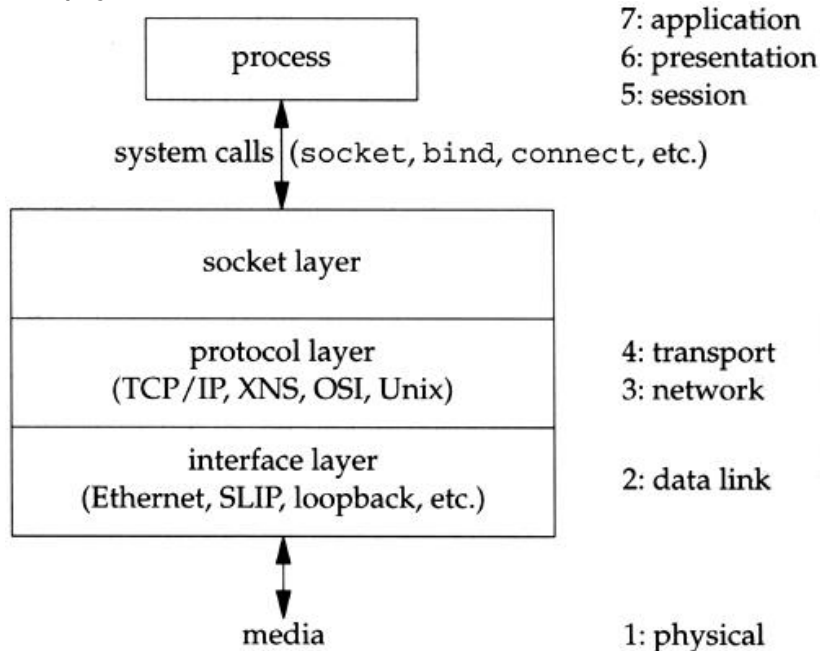 7: application
process
6: presentation
5: session
system calls (socket, bind, connect, etc.)
socket layer
protocol layer
4: transport
(TCP/IP, XNS, OSI, Unix)
3: network
interface layer
(Ethernet, SLIP, loopback, etc.)
2: data link
media
1: physical